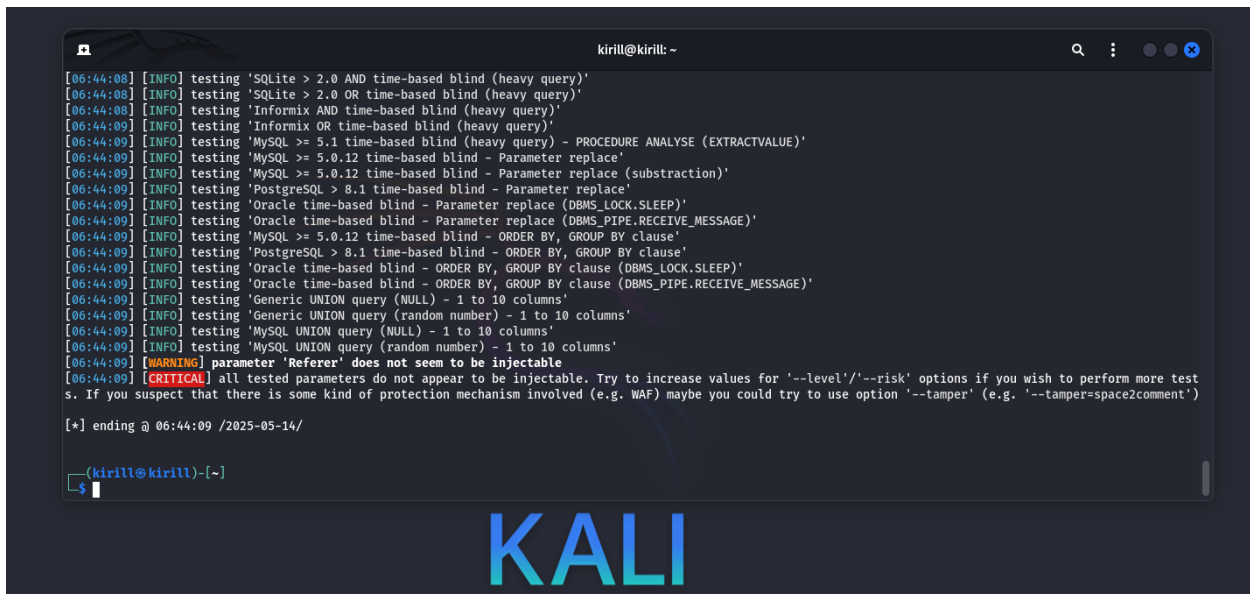 kirill@kirill: ~
[06:44:08] [INFO] testing 'SQLite > 2.0 AND time-based blind (heavy query)'
[06:44:08] [INFO] testing 'SQLite > 2.0 OR time-based blind (heavy query)'
[06:44:08] [INFO] testing 'Informix AND time-based blind (heavy query)'
[06:44:09] [INFO] testing 'Informix OR time-based blind (heavy query)'
[06:44:09] [INFO] testing 'MySQL >= 5.1 time-based blind (heavy query) - PROCEDURE ANALYSE (EXTRACTVALUE)'
[06:44:09] [INFO] testing 'MySQL >= 5.0.12 time-based blind - Parameter replace'
[06:44:09] [INFO] testing 'MySQL >= 5.0.12 time-based blind - Parameter replace (substraction)'
[06:44:09] [INFO] testing 'PostgreSQL > 8.1 time-based blind - Parameter replace'
[06:44:09] [INFO] testing 'Oracle time-based blind - Parameter replace (DBMS_LOCK.SLEEP)'
[06:44:09] [INFO] testing 'Oracle time-based blind - Parameter replace (DBMS_PIPE.RECEIVE_MESSAGE)'
[06:44:09] [INFO] testing 'MySQL >= 5.0.12 time-based blind - ORDER BY, GROUP BY clause'
[06:44:09] [INFO] testing 'PostgreSQL > 8.1 time-based blind - ORDER BY, GROUP BY clause'
[06:44:09] [INFO] testing 'Oracle time-based blind - ORDER BY, GROUP BY clause (DBMS_LOCK.SLEEP)'
[06:44:09] [INFO] testing 'Oracle time-based blind - ORDER BY, GROUP BY clause (DBMS_PIPE.RECEIVE_MESSAGE)'
[06:44:09] [INFO] testing 'Generic UNION query (NULL) - 1 to 10 columns'
[06:44:09] [INFO] testing 'Generic UNION query (random number) - 1 to 10 columns'
[06:44:09] [INFO] testing 'MySQL UNION query (NULL) - 1 to 10 columns'
[06:44:09] [INFO] testing 'MySQL UNION query (random number) - 1 to 10 columns'
[06:44:09] [WARNING] parameter 'Referer' does not seem to be injectable
[06:44:09] [CRITICAL] all tested parameters do not appear to be injectable. Try to increase values for '--level'/'--risk' options if you wish to perform more test
s. If you suspect that there is some kind of protection mechanism involved (e.g. WAF) maybe you could try to use option '--tamper' (e.g. '--tamper=space2comment')
[*] ending @ 06:44:09 /2025-05-14/
┌──(kirill㉿kirill)-[~]
└─$
KALI